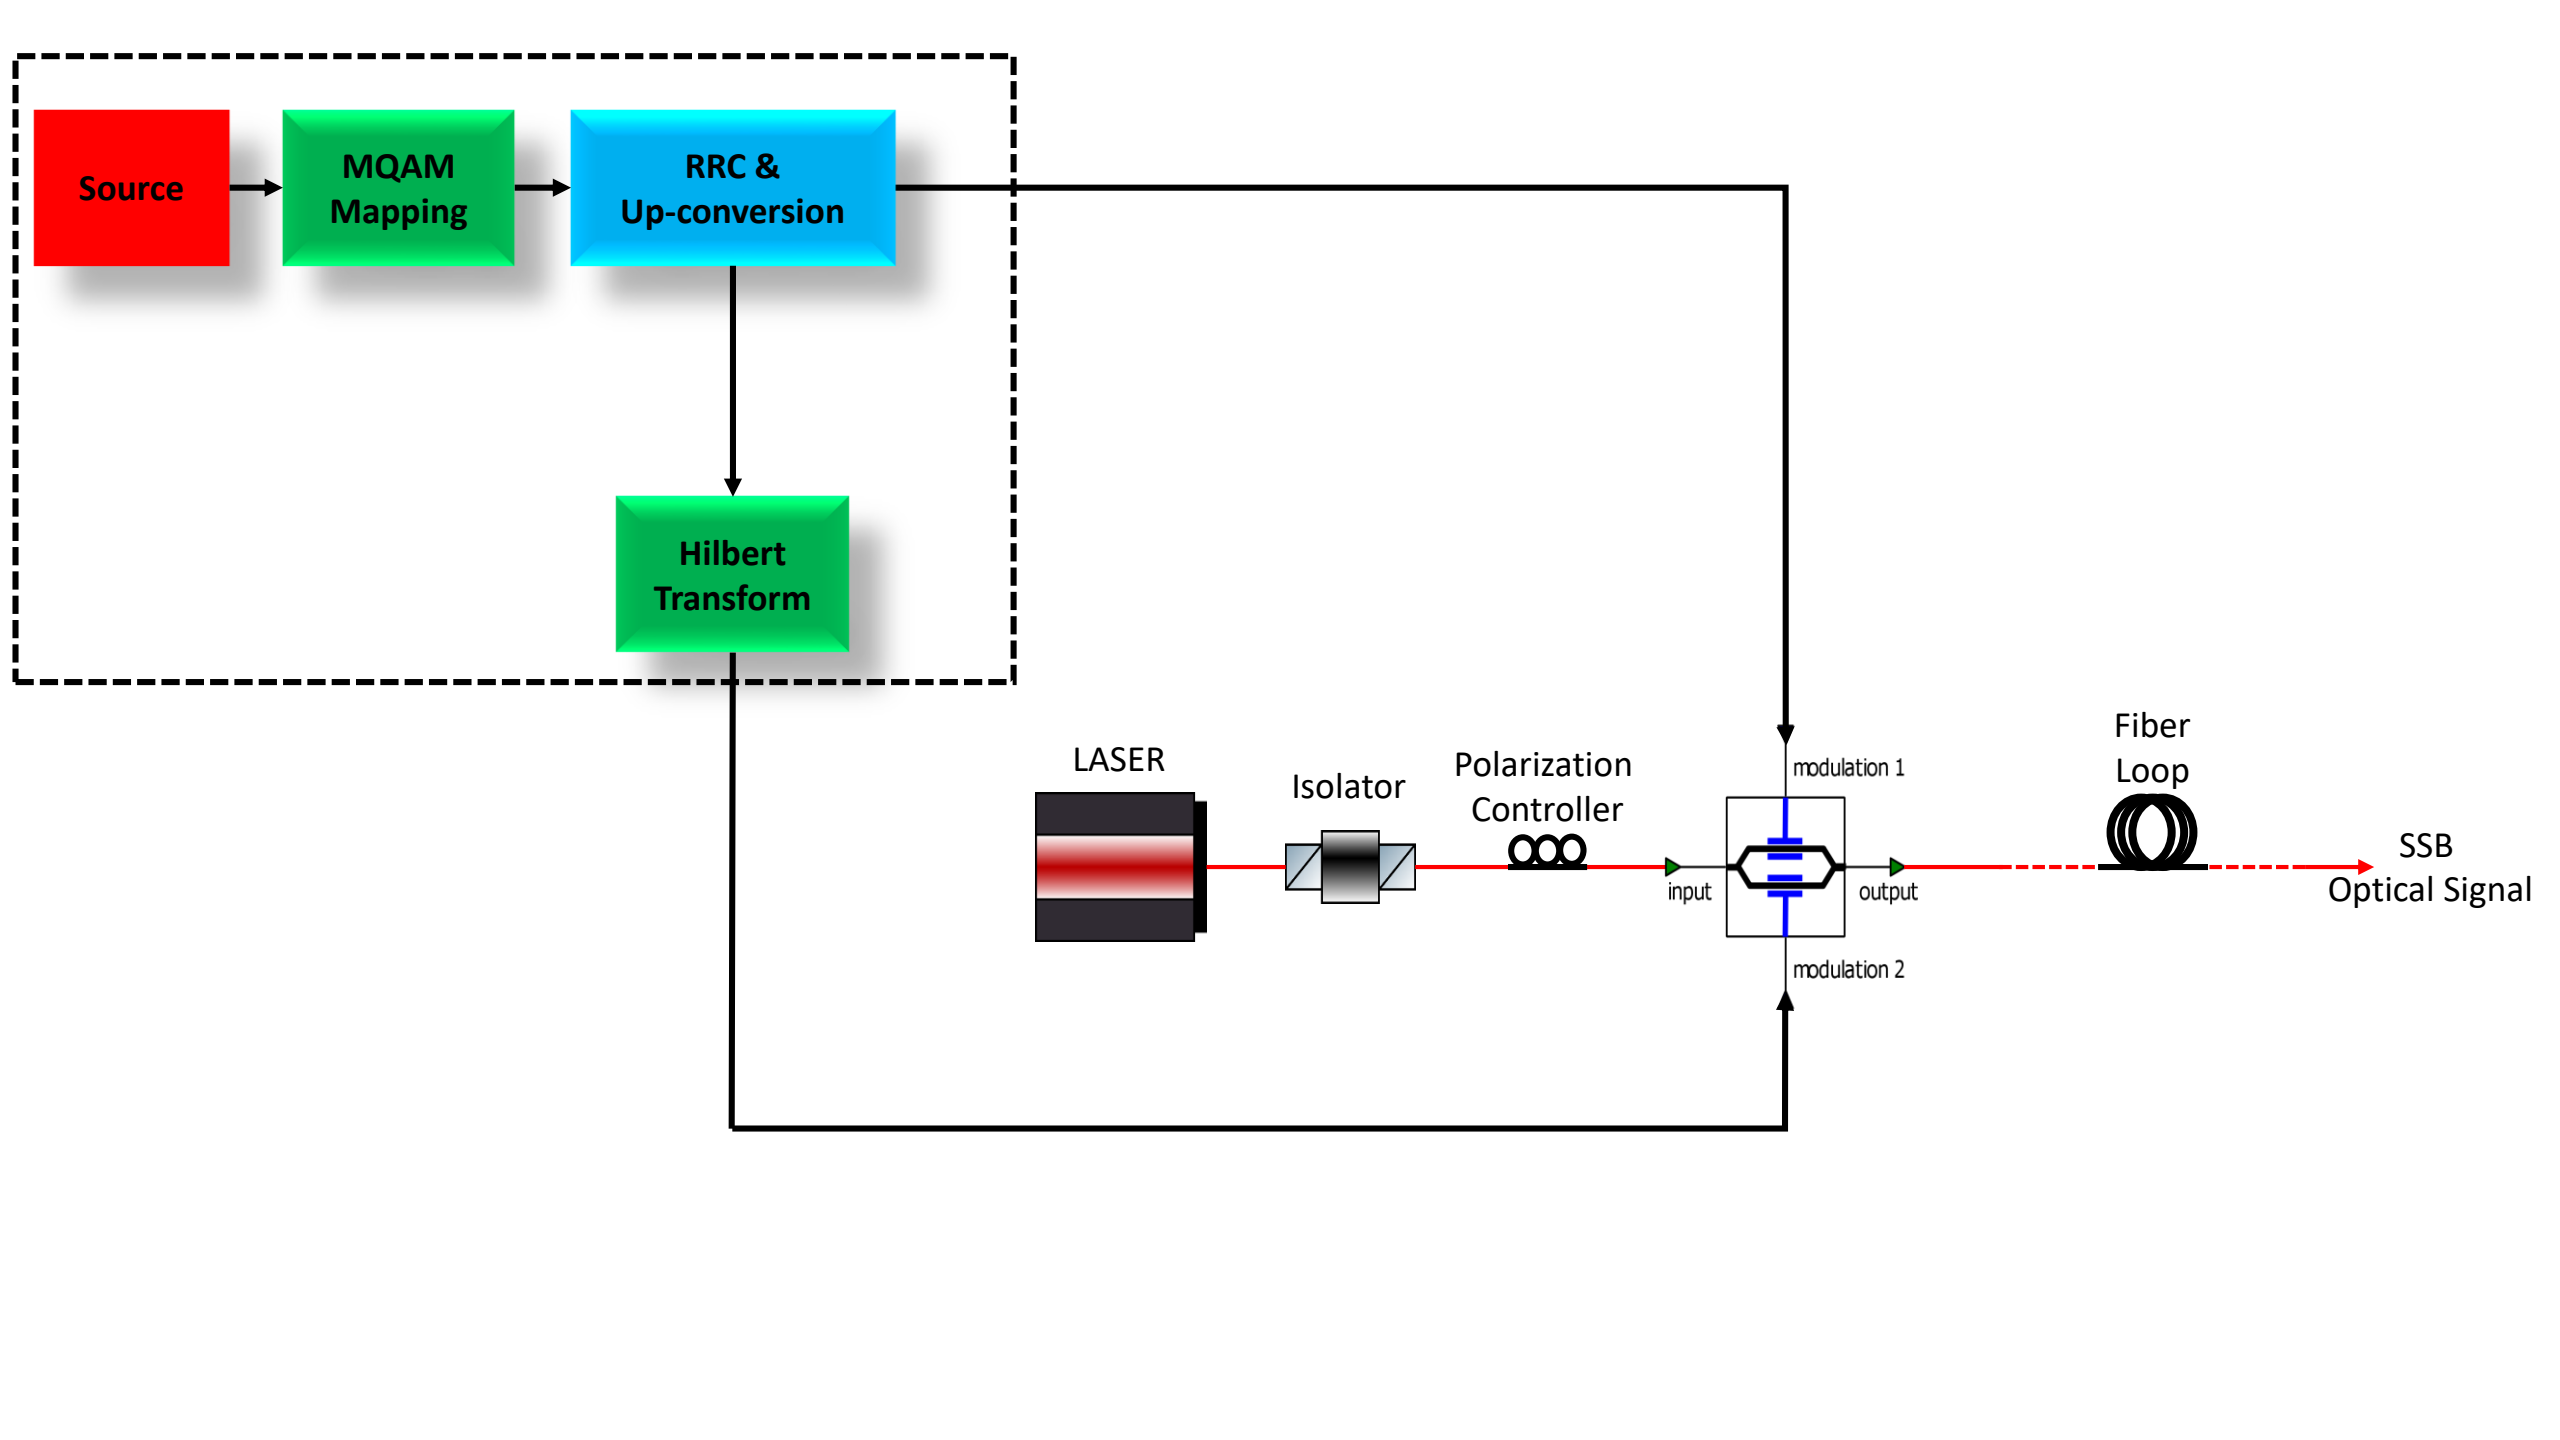 Source
MQAM
Mapping
RRC &
Up-conversion
Hilbert
Transform
LASER
Isolator
Polarization
Controller
modulation 1
input
output
modulation 2
Fiber
Loop
SSB
Optical Signal